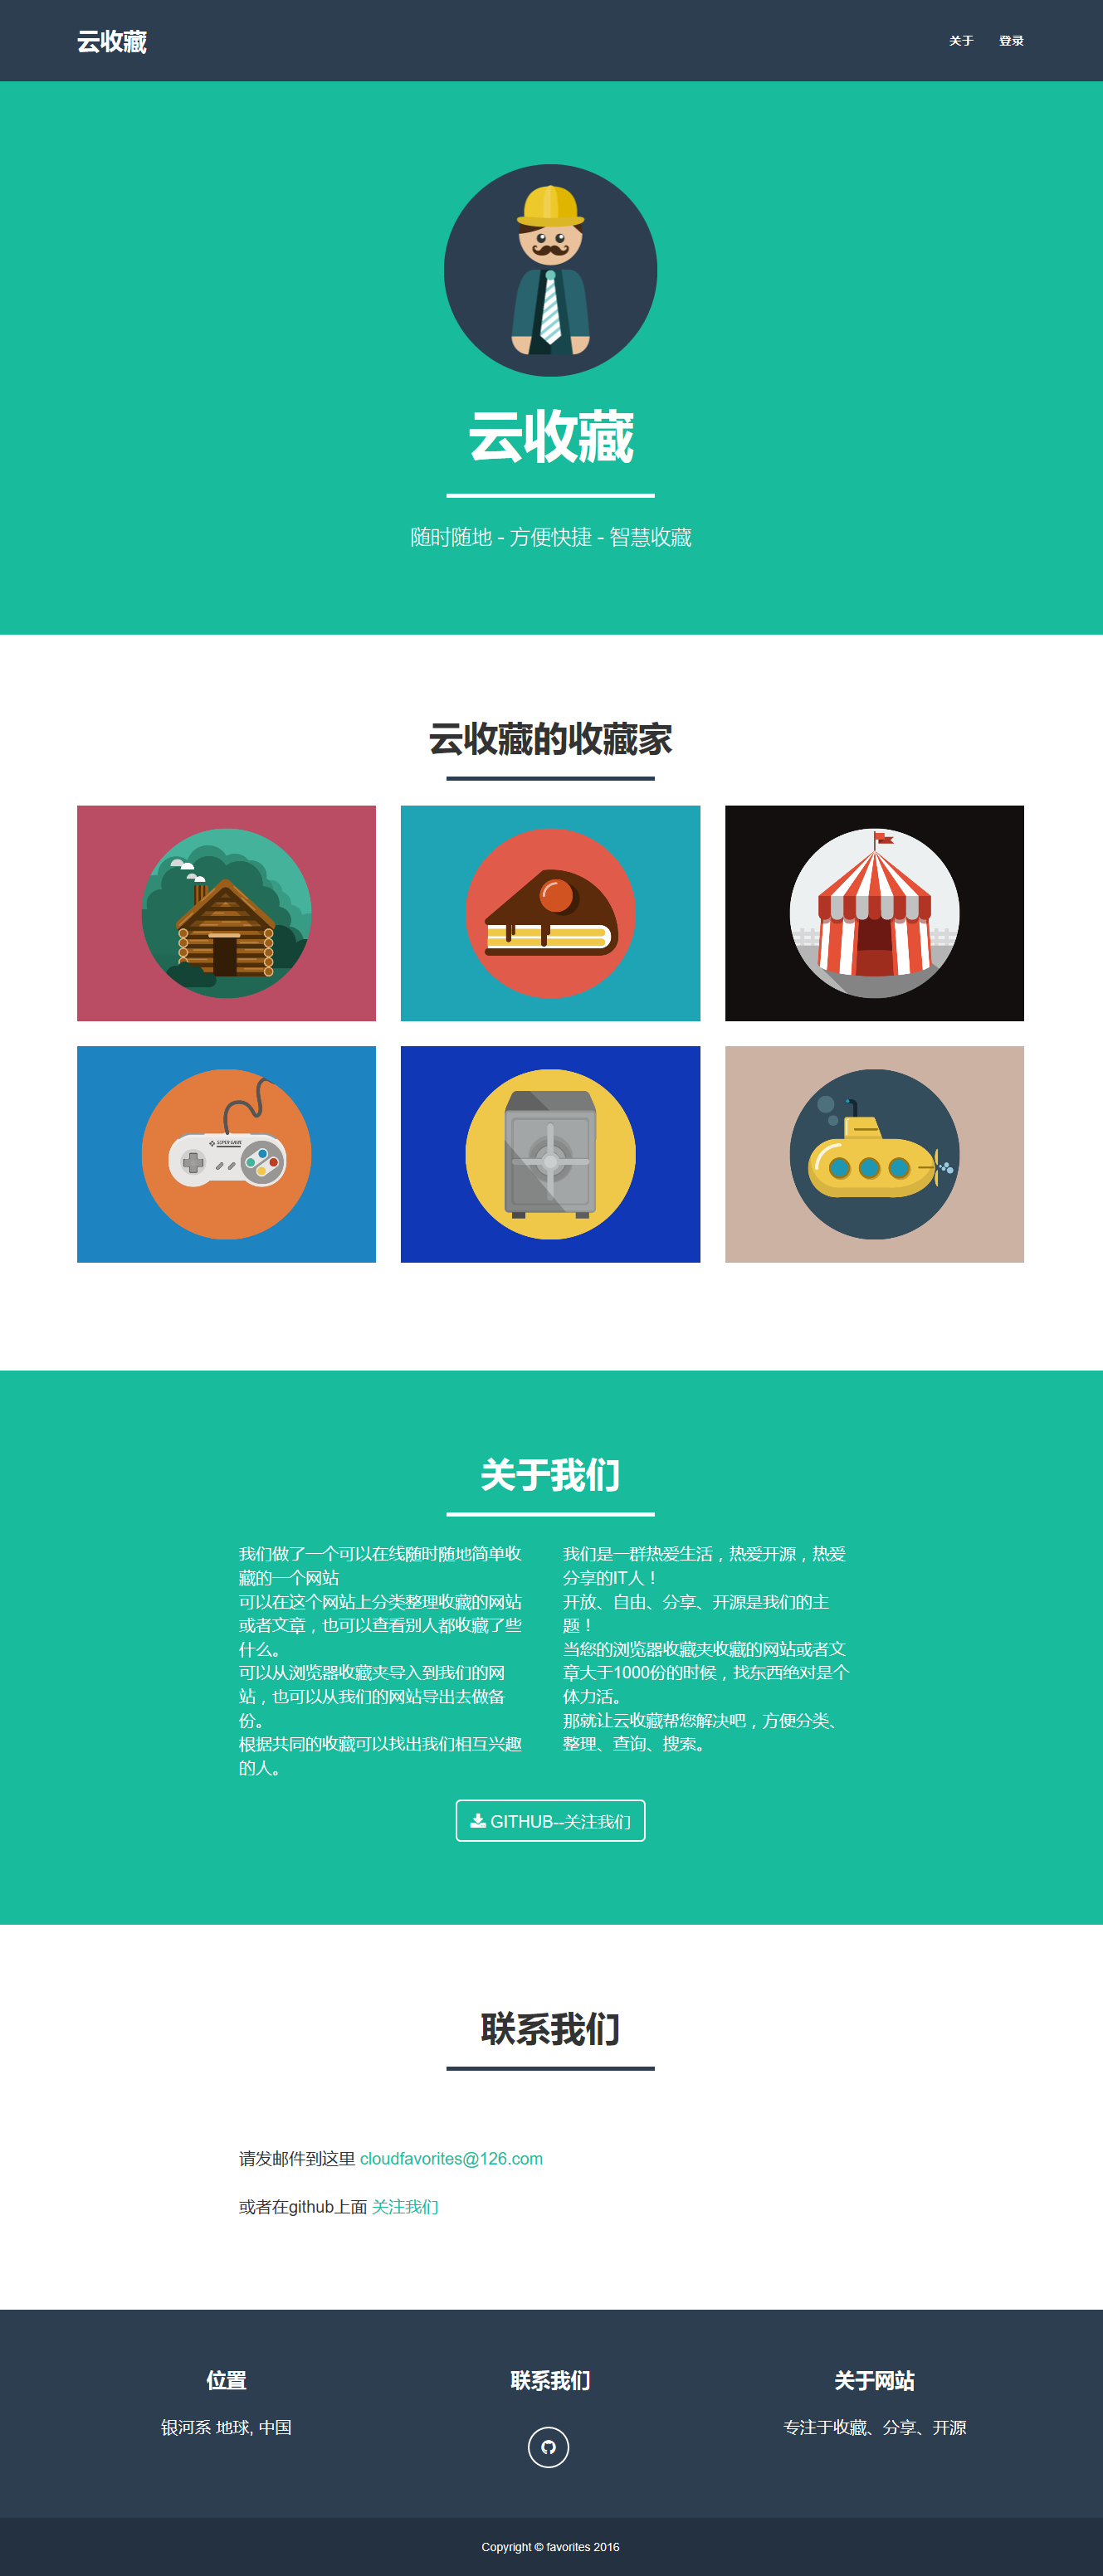 云收藏
关于 登录
云收藏
随时随地 - 方便快捷 - 智慧收藏
云收藏的收藏家
SUPER GAME
关于我们
我们做了一个可以在线随时随地简单收
藏的一个网站
可以在这个网站上分类整理收藏的网站
或者文章，也可以查看别人都收藏了些
什么。
可以从浏览器收藏夹导入到我们的网
站，也可以从我们的网站导出去做备
份。
根据共同的收藏可以找出我们相互兴趣
的人。
我们是一群热爱生活，热爱开源，热爱
分享的IT人！
开放、自由、分享、开源是我们的主
题！
当您的浏览器收藏夹收藏的网站或者文
章大于1000份的时候，找东西绝对是个
体力活。
那就让云收藏帮您解决吧，方便分类、
整理、查询、搜索。
GITHUB--关注我们
联系我们
请发邮件到这里 cloudfavorites@126.com
或者在github上面 关注我们
位置
银河系 地球, 中国
联系我们
关于网站
专注于收藏、分享、开源
Copyright © favorites 2016